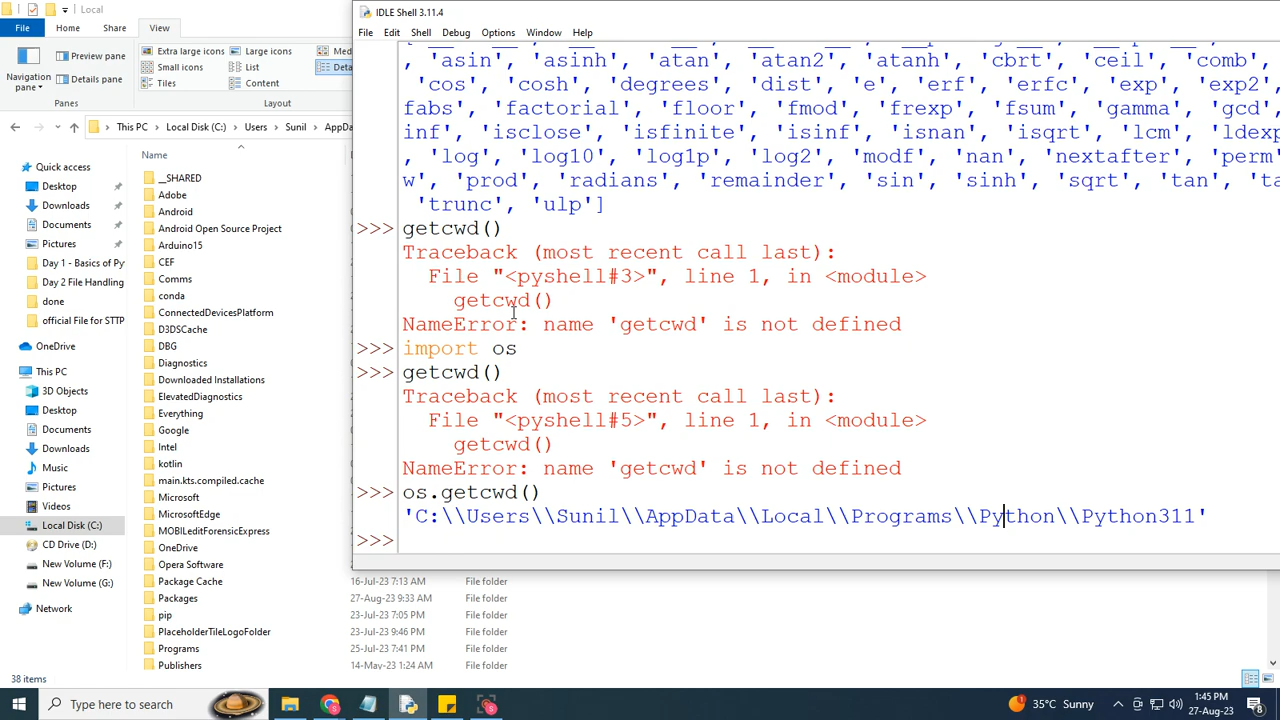 Local
File
Home
Share
View
Preview pane
Details pane
Navigation
pane
Panes
Extra large icons
Large icons
Med
Small icons
List
Deta
Tiles
Content
Layout
This PC > Local Disk (C:) > Users > Sunil > AppDa
Name
Quick access
Desktop
Downloads
Documents
Pictures
Day 1 - Basics of Py
Day 2 File Handling
done
official File for STTP
OneDrive
This PC
3D Objects
Desktop
Documents
Downloads
Music
Pictures
Videos
Local Disk (C:)
CD Drive (D:)
New Volume (F:)
New Volume (G:)
Network
__SHARED
Adobe
Android
Android Open Source Project
Arduino15
CEF
Comms
conda
ConnectedDevicesPlatform
D3DSCache
DBG
Diagnostics
Downloaded Installations
ElevatedDiagnostics
Everything
Google
Intel
kotlin
main.kts.compiled.cache
Microsoft
MicrosoftEdge
MOBILeditForensicExpress
OneDrive
Opera Software
Package Cache 16-Jul-23 7:13 AM File folder
Packages 27-Aug-23 9:33 AM File folder
pip 23-Jul-23 7:05 PM File folder
PlaceholderTileLogoFolder 23-Jul-23 9:46 PM File folder
Programs 25-Jul-23 7:41 PM File folder
Publishers 14-May-23 1:24 AM File folder
38 items
IDLE Shell 3.11.4
File Edit Shell Debug Options Window Help
, 'asin', 'asinh', 'atan', 'atan2', 'atanh', 'cbrt', 'ceil', 'comb',
'cos', 'cosh', 'degrees', 'dist', 'e', 'erf', 'erfc', 'exp', 'exp2'
fabs', 'factorial', 'floor', 'fmod', 'frexp', 'fsum', 'gamma', 'gcd'
inf', 'isclose', 'isfinite', 'isinf', 'isnan', 'isqrt', 'lcm', 'ldexp
, 'log', 'log10', 'log1p', 'log2', 'modf', 'nan', 'nextafter', 'perm'
w', 'prod', 'radians', 'remainder', 'sin', 'sinh', 'sqrt', 'tan', 'ta
'trunc', 'ulp']
>>> getcwd()
Traceback (most recent call last):
File "<pyshell#3>", line 1, in <module>
getcwd()
NameError: name 'getcwd' is not defined
>>> import os
>>> getcwd()
Traceback (most recent call last):
File "<pyshell#5>", line 1, in <module>
getcwd()
NameError: name 'getcwd' is not defined
>>> os.getcwd()
'C:\\Users\\Sunil\\AppData\\Local\\Programs\\Python\\Python311'
>>>
Type here to search
35°C Sunny
1:45 PM
27-Aug-23
8